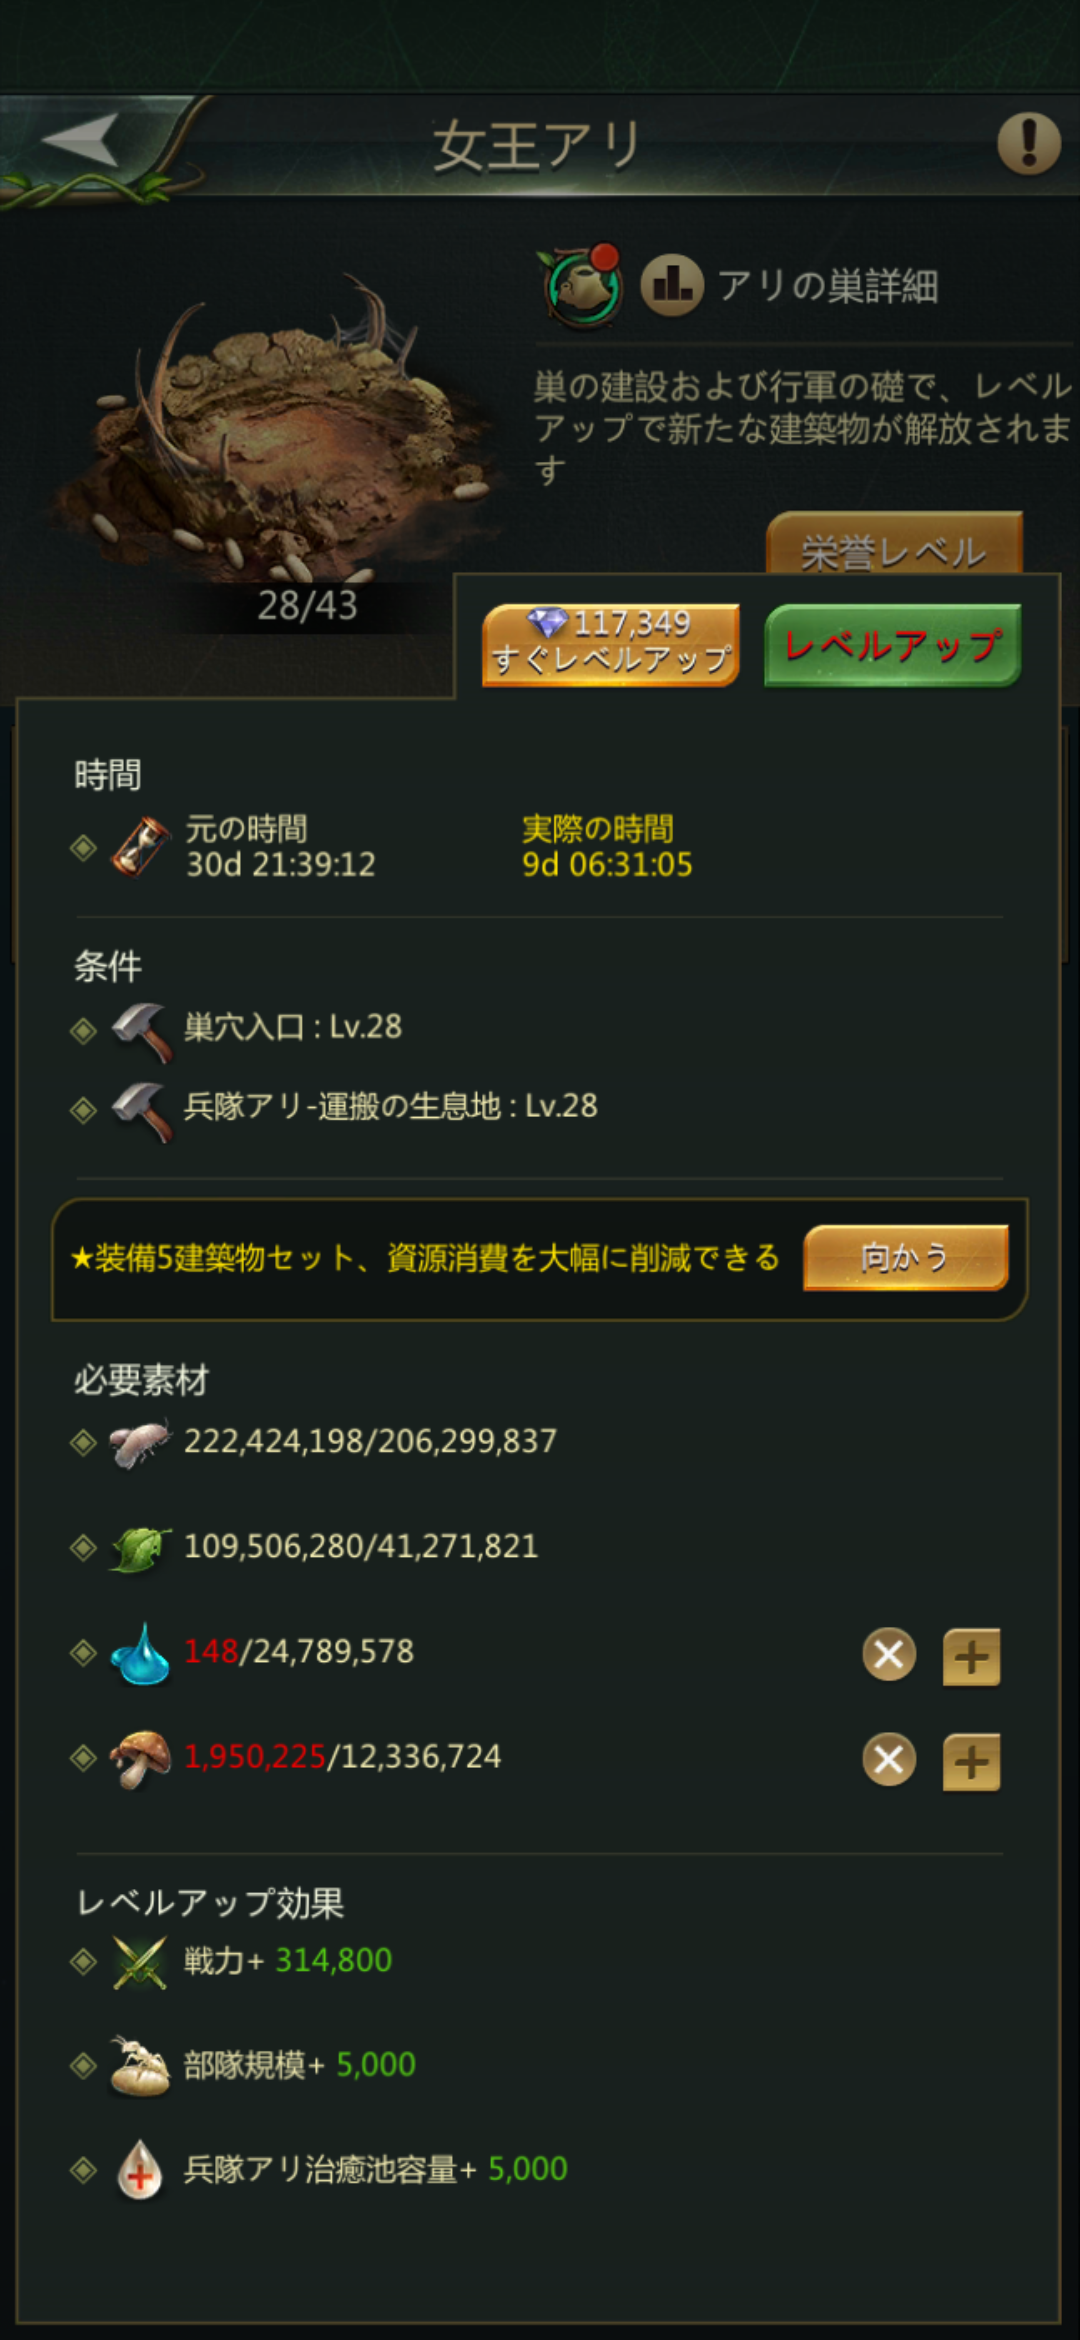 女王アリ
アリの巣詳細
巣の建設および行軍の礎で、レベル
アップで新たな建築物が解放されま
す
栄誉レベル
28/43
117,349
すぐレベルアップ
レベルアップ
時間
元の時間
実際の時間
30d 21:39:12
9d 06:31:05
条件
巣穴入口 : Lv.28
兵隊アリ-運搬の生息地 : Lv.28
★装備5建築物セット、資源消費を大幅に削減できる
向かう
必要素材
222,424,198/206,299,837
109,506,280/41,271,821
148/24,789,578
1,950,225/12,336,724
レベルアップ効果
戦力+ 314,800
部隊規模+ 5,000
兵隊アリ治癒池容量+ 5,000